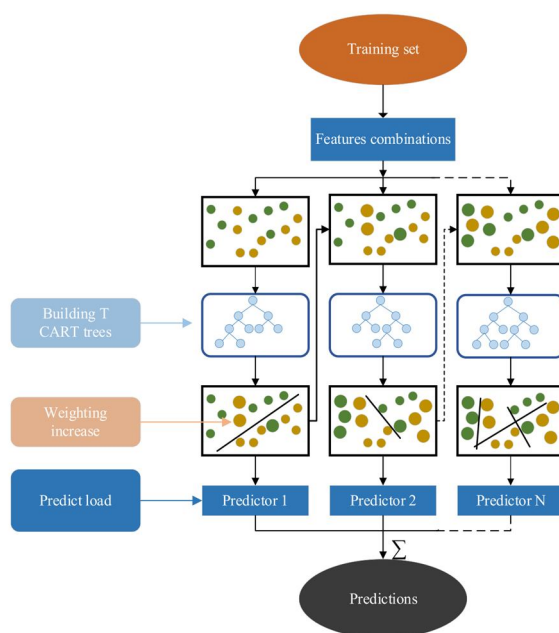 Training set
Features combinations
Building T
CART trees
Weighting
increase
Predict load
Predictor 1
Predictor 2
Predictor N
Σ
Predictions